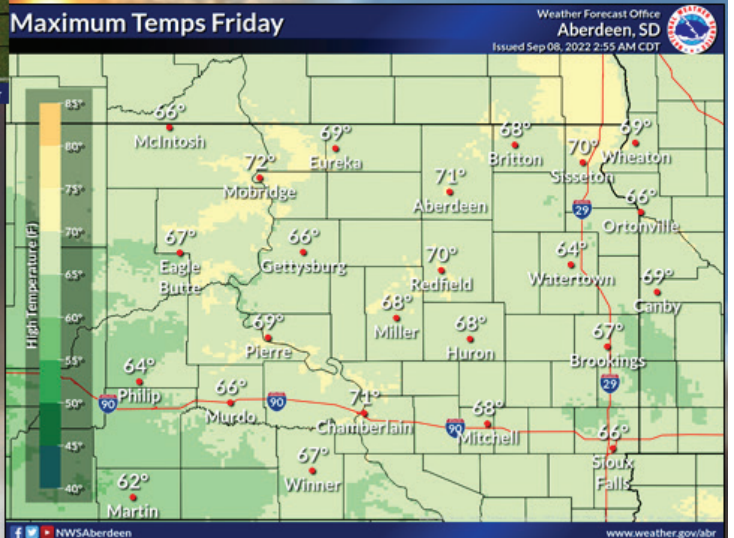 Maximum Temps Friday
Weather Forecast Office
Aberdeen, SD
Issued Sep 08, 2022 2:55 AM CDT
85°
80°
75°
70°
65°
60°
55°
50°
45°
40°
High Temperature (F)
66°
McIntosh
69°
Eureka
68°
Britton
70°
Sisseton
69°
Wheaton
72°
Mobridge
71°
Aberdeen
29
66°
Ortonville
67°
Eagle
Butte
66°
Gettysburg
70°
Redfield
64°
Watertown
69°
Canby
69°
Pierre
68°
Miller
68°
Huron
67°
Brookings
64°
Philip
90
66°
Murdo
90
71°
Chamberlain
90
68°
Mitchell
29
66°
Sioux
Falls
62°
Martin
67°
Winner
NWSAberdeen
www.weather.gov/abr